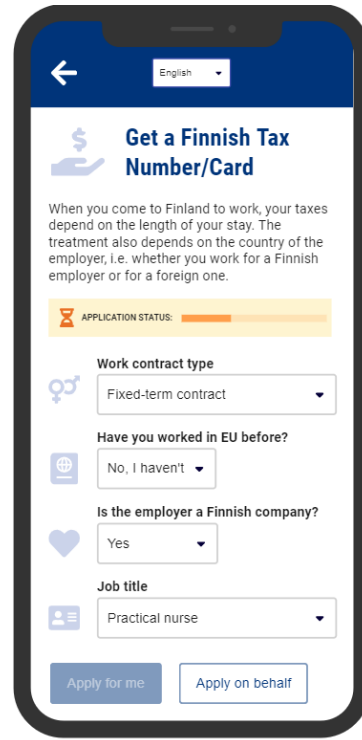 English
Get a Finnish Tax
Number/Card
When you come to Finland to work, your taxes
depend on the length of your stay. The
treatment also depends on the country of the
employer, i.e. whether you work for a Finnish
employer or for a foreign one.
APPLICATION STATUS:
Work contract type
Fixed-term contract
Have you worked in EU before?
No, I haven't
Is the employer a Finnish company?
Yes
Job title
Practical nurse
Apply for me
Apply on behalf